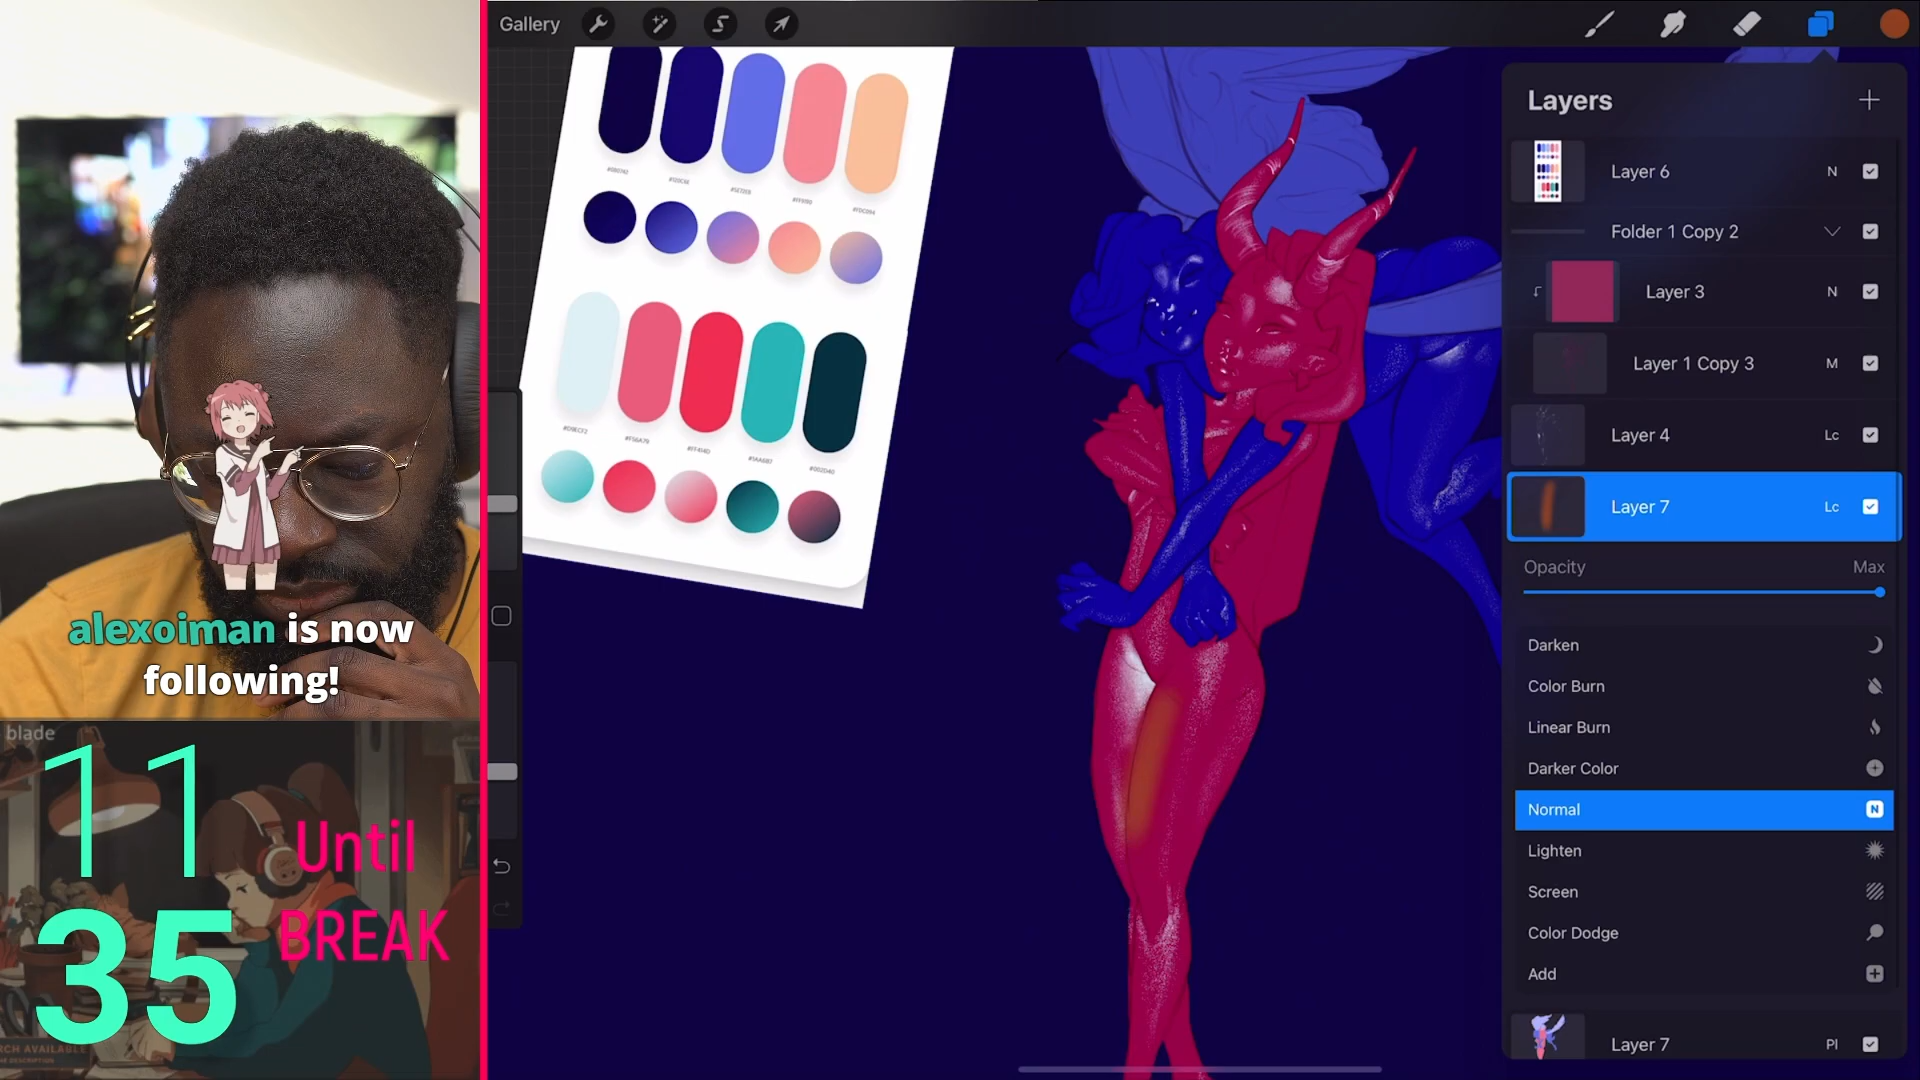 Gallery
Layers
Layer 6
N
Folder 1 Copy 2
Layer 3
N
Layer 1 Copy 3
M
Layer 4
Lc
Layer 7
Lc
Opacity
Max
Darken
Color Burn
Linear Burn
Darker Color
Normal
N
Lighten
Screen
Color Dodge
Add
Layer 7
Pl
alexoiman is now
following!
blade
11
35
Until
BREAK